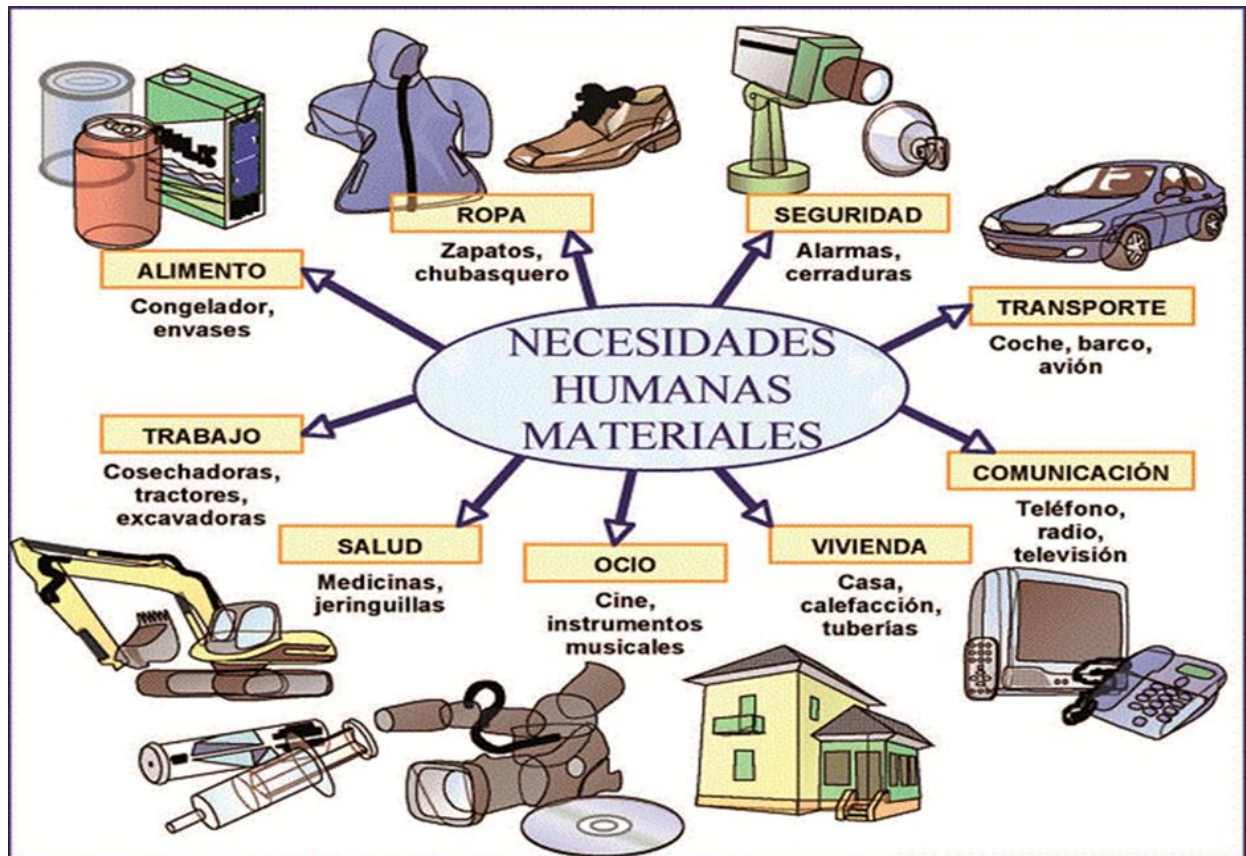 NECESIDADES
HUMANAS
MATERIALES
ALIMENTO
Congelador,
envases
ROPA
Zapatos,
chubasquero
SEGURIDAD
Alarmas,
cerraduras
TRANSPORTE
Coche, barco,
avión
COMUNICACIÓN
Teléfono,
radio,
televisión
VIVIENDA
Casa,
calefacción,
tuberías
OCIO
Cine,
instrumentos
musicales
SALUD
Medicinas,
jeringuillas
TRABAJO
Cosechadoras,
tractores,
excavadoras